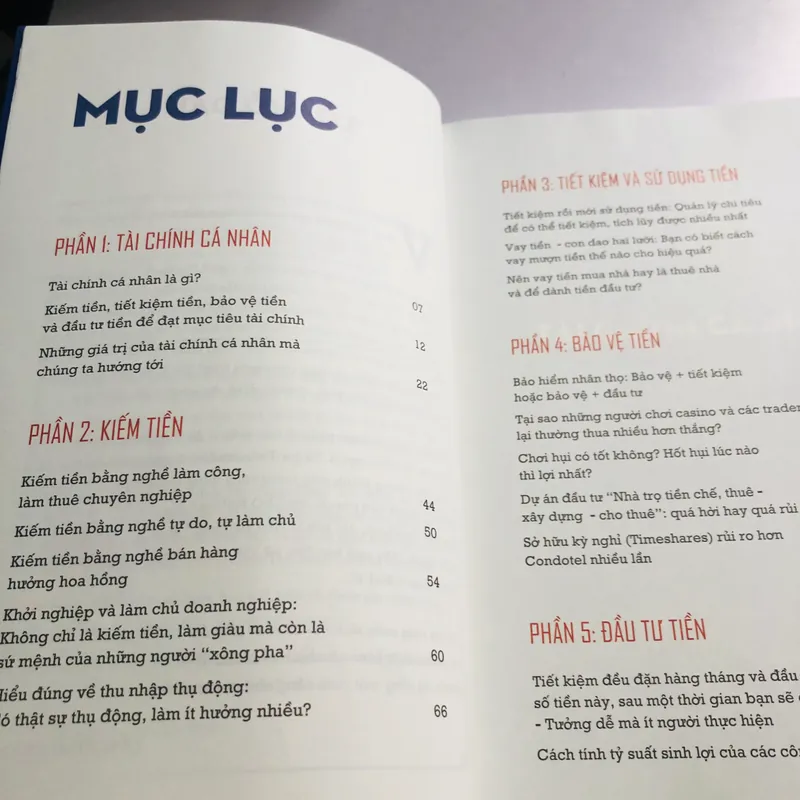 MỤC LỤC
PHẦN 1: TÀI CHÍNH CÁ NHÂN
Tài chính cá nhân là gì?
07
Kiếm tiền, tiết kiệm tiền, bảo vệ tiền
và đầu tư tiền để đạt mục tiêu tài chính
12
Những giá trị của tài chính cá nhân mà
chúng ta hướng tới
22
PHẦN 2: KIẾM TIỀN
Kiếm tiền bằng nghề làm công,
làm thuê chuyên nghiệp
44
Kiếm tiền bằng nghề tự do, tự làm chủ
50
Kiếm tiền bằng nghề bán hàng
hưởng hoa hồng
54
Khởi nghiệp và làm chủ doanh nghiệp:
Không chỉ là kiếm tiền, làm giàu mà còn là
sứ mệnh của những người “xông pha”
60
đúng về thu nhập thụ động:
thật sự thụ động, làm ít hưởng nhiều?
66
PHẦN 3: TIẾT KIỆM VÀ SỬ DỤNG TIỀN
Tiết kiệm rồi mới sử dụng tiền: Quản lý chi tiêu
để có thể tiết kiệm, tích lũy được nhiều nhất
Vay tiền - con dao hai lưỡi: Bạn có biết cách
vay mượn tiền thế nào cho hiệu quả?
Nên vay tiền mua nhà hay là thuê nhà
và để dành tiền đầu tư?
PHẦN 4: BẢO VỆ TIỀN
Bảo hiểm nhân thọ: Bảo vệ + tiết kiệm
hoặc bảo vệ + đầu tư
Tại sao những người chơi casino và các trader
lại thường thua nhiều hơn thắng?
Chơi hụi có tốt không? Hốt hụi lúc nào
thì lợi nhất?
Dự án đầu tư “Nhà trọ tiền chế, thuê -
xây dựng - cho thuê”: quá hời hay quá rủi
Sở hữu kỳ nghỉ (Timeshares) rủi ro hơn
Condotel nhiều lần
PHẦN 5: ĐẦU TƯ TIỀN
Tiết kiệm đều đặn hàng tháng và đầu
số tiền này, sau một thời gian bạn sẽ
- Tưởng dễ mà ít người thực hiện
Cách tính tỷ suất sinh lợi của các